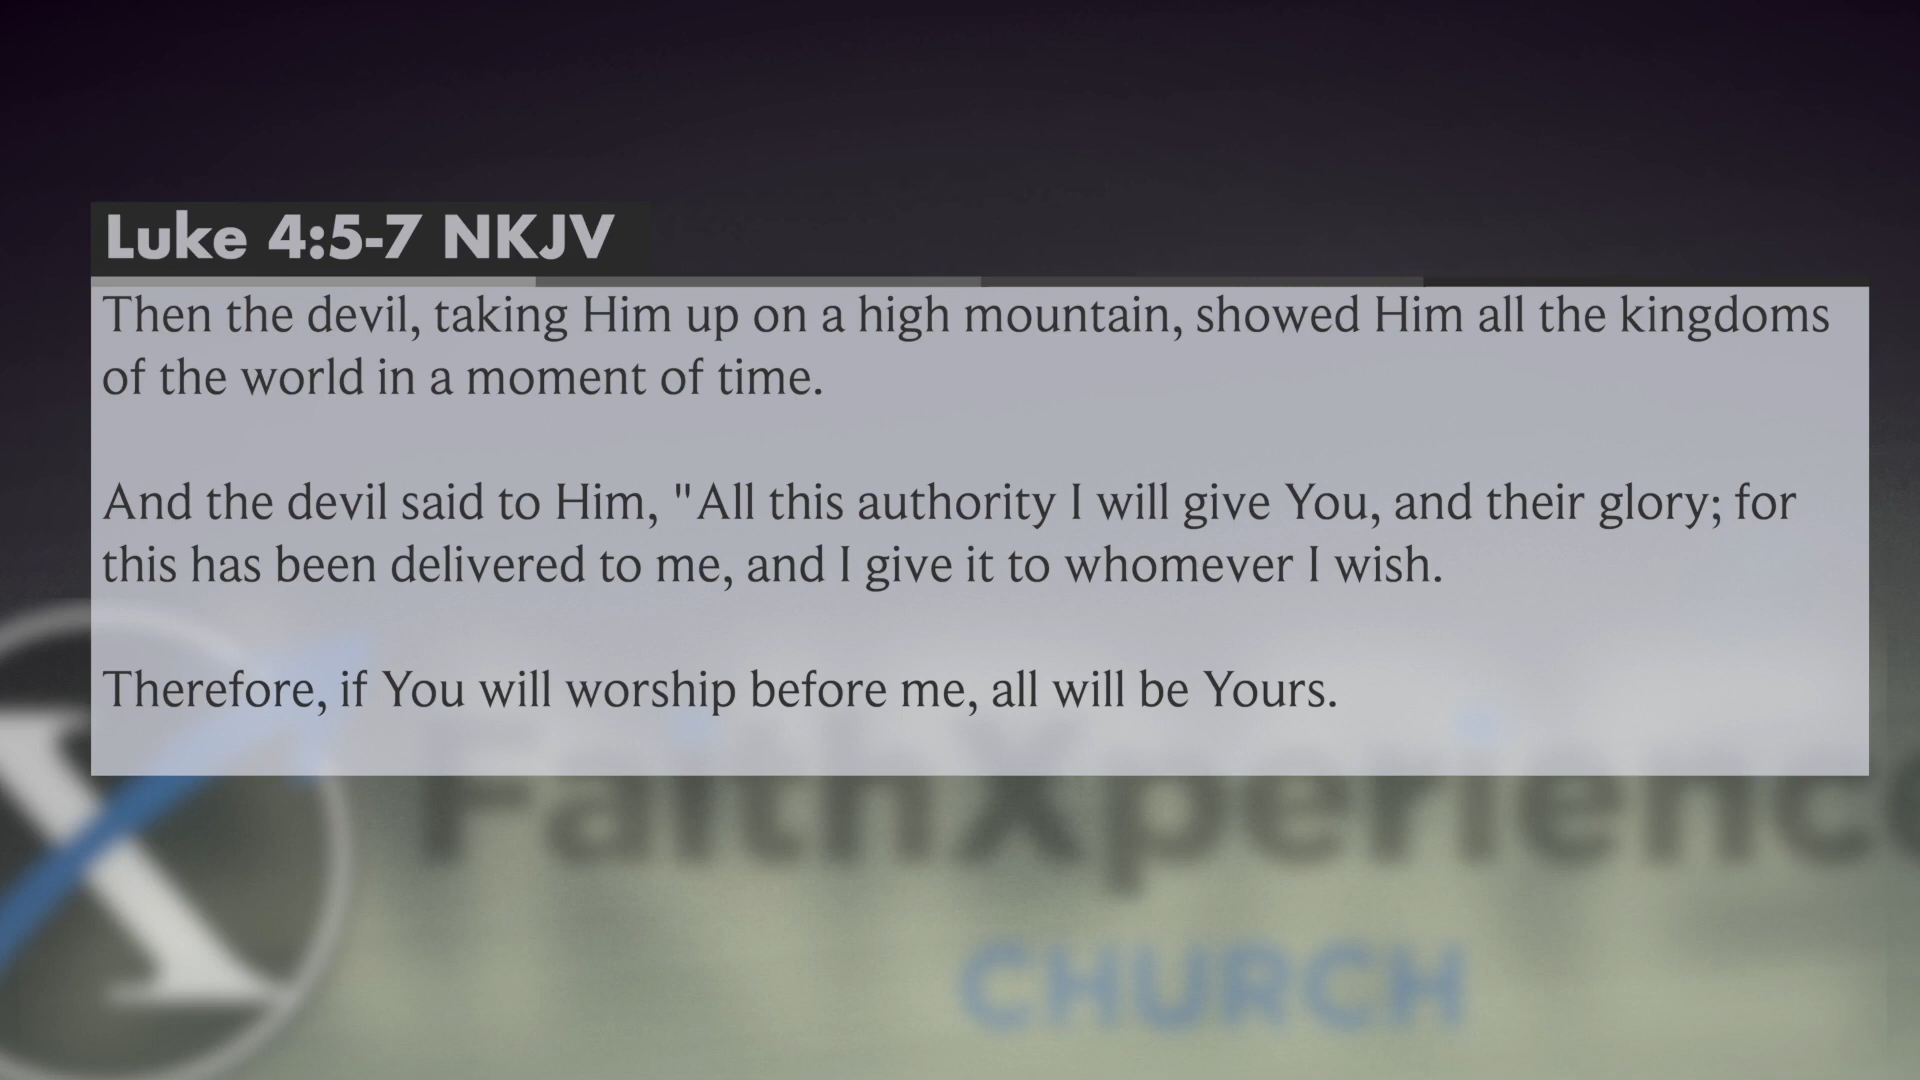 Luke 4:5-7 NKJV
Then the devil, taking Him up on a high mountain, showed Him all the kingdoms
of the world in a moment of time.
And the devil said to Him, "All this authority I will give You, and their glory; for
this has been delivered to me, and I give it to whomever I wish.
Therefore, if You will worship before me, all will be Yours.
FaithXperience
CHURCH